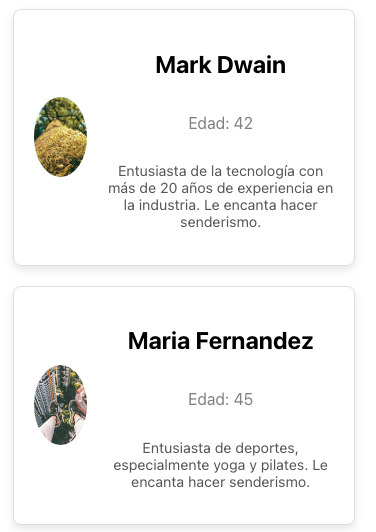 Mark Dwain
Edad: 42
Entusiasta de la tecnología con
más de 20 años de experiencia en
la industria. Le encanta hacer
senderismo.
Maria Fernandez
Edad: 45
Entusiasta de deportes,
especialmente yoga y pilates. Le
encanta hacer senderismo.